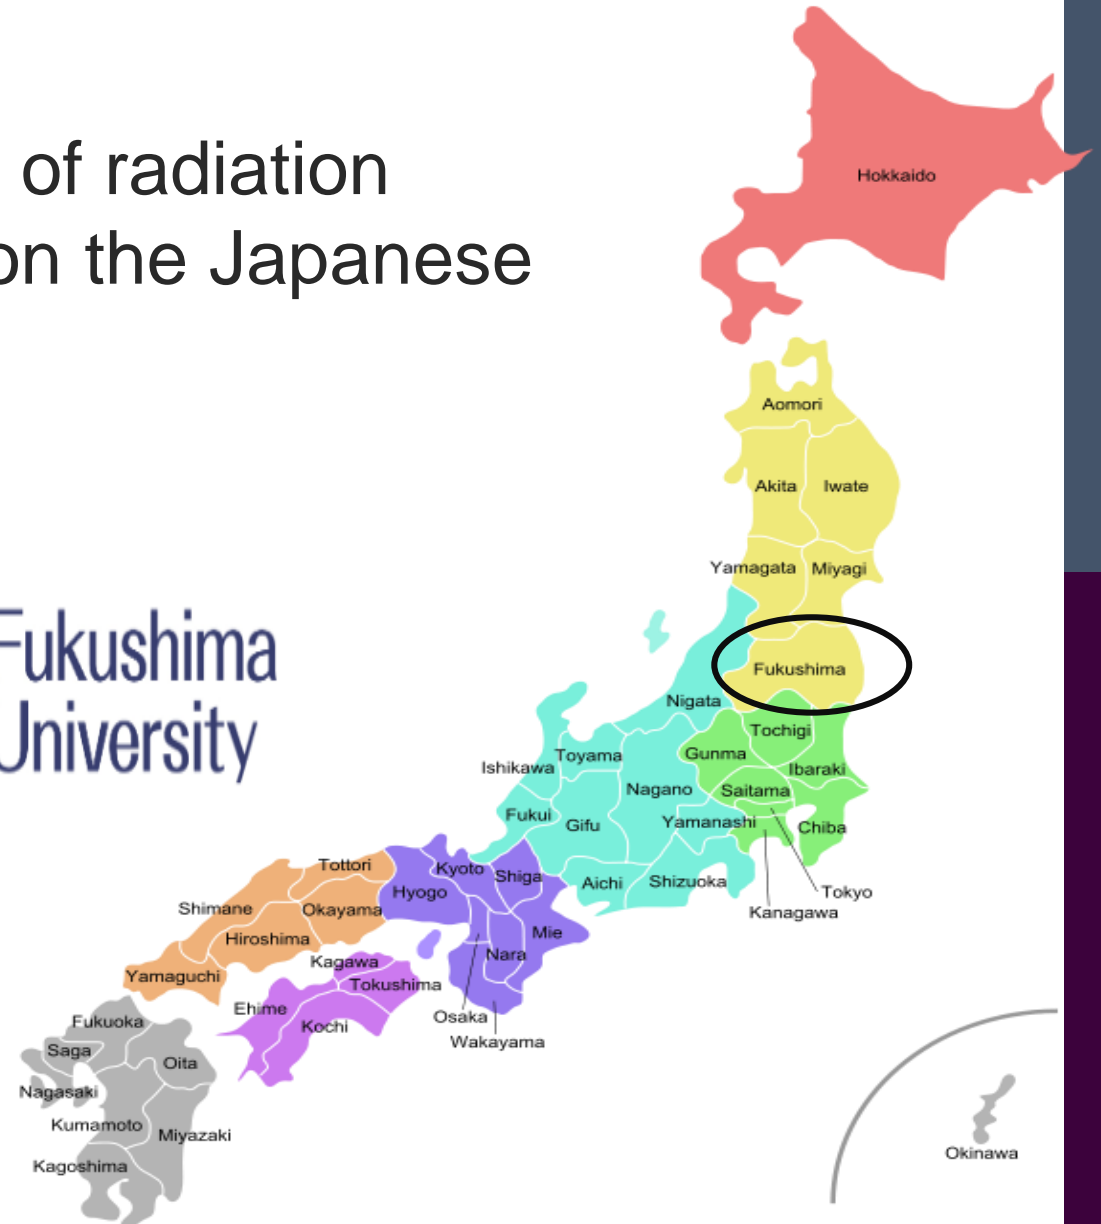 of radiation
on the Japanese
Fukushima
University
Hokkaido
Aomori
Akita
Iwate
Yamagata
Miyagi
Fukushima
Nigata
Tochigi
Gunma
Toyama
Ishikawa
Ibaraki
Nagano
Saitama
Fukui
Gifu
Yamanashi
Chiba
Tottori
Kyoto
Shiga
Aichi
Shizuoka
Hyogo
Tokyo
Shimane
Okayama
Kanagawa
Hiroshima
Mie
Nara
Kagawa
Yamaguchi
Tokushima
Ehime
Osaka
Kochi
Fukuoka
Wakayama
Saga
Oita
Nagasaki
Kumamoto
Miyazaki
Kagoshima
Okinawa